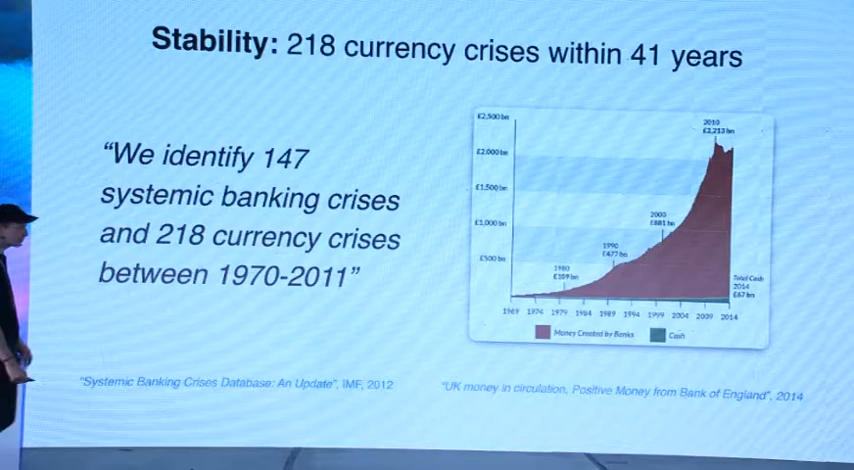 Stability: 218 currency crises within 41 years
"We identify 147
systemic banking crises
and 218 currency crises
between 1970-2011"
£2,500 bn
£2,000 bn
£1,500 bn
£1,000 bn
£500 bn
2010
£2,213 bn
2000
£881 bn
1990
£477 bn
1980
Total Cash
2014
£67 bn
1969 1974 1979 1984 1989 1994 1999 2004 2009 2014
Money Created by Banks
Cash
"Systemic Banking Crises Database: An Update", IMF, 2012
"UK money in circulation, Positive Money from Bank of England", 2014